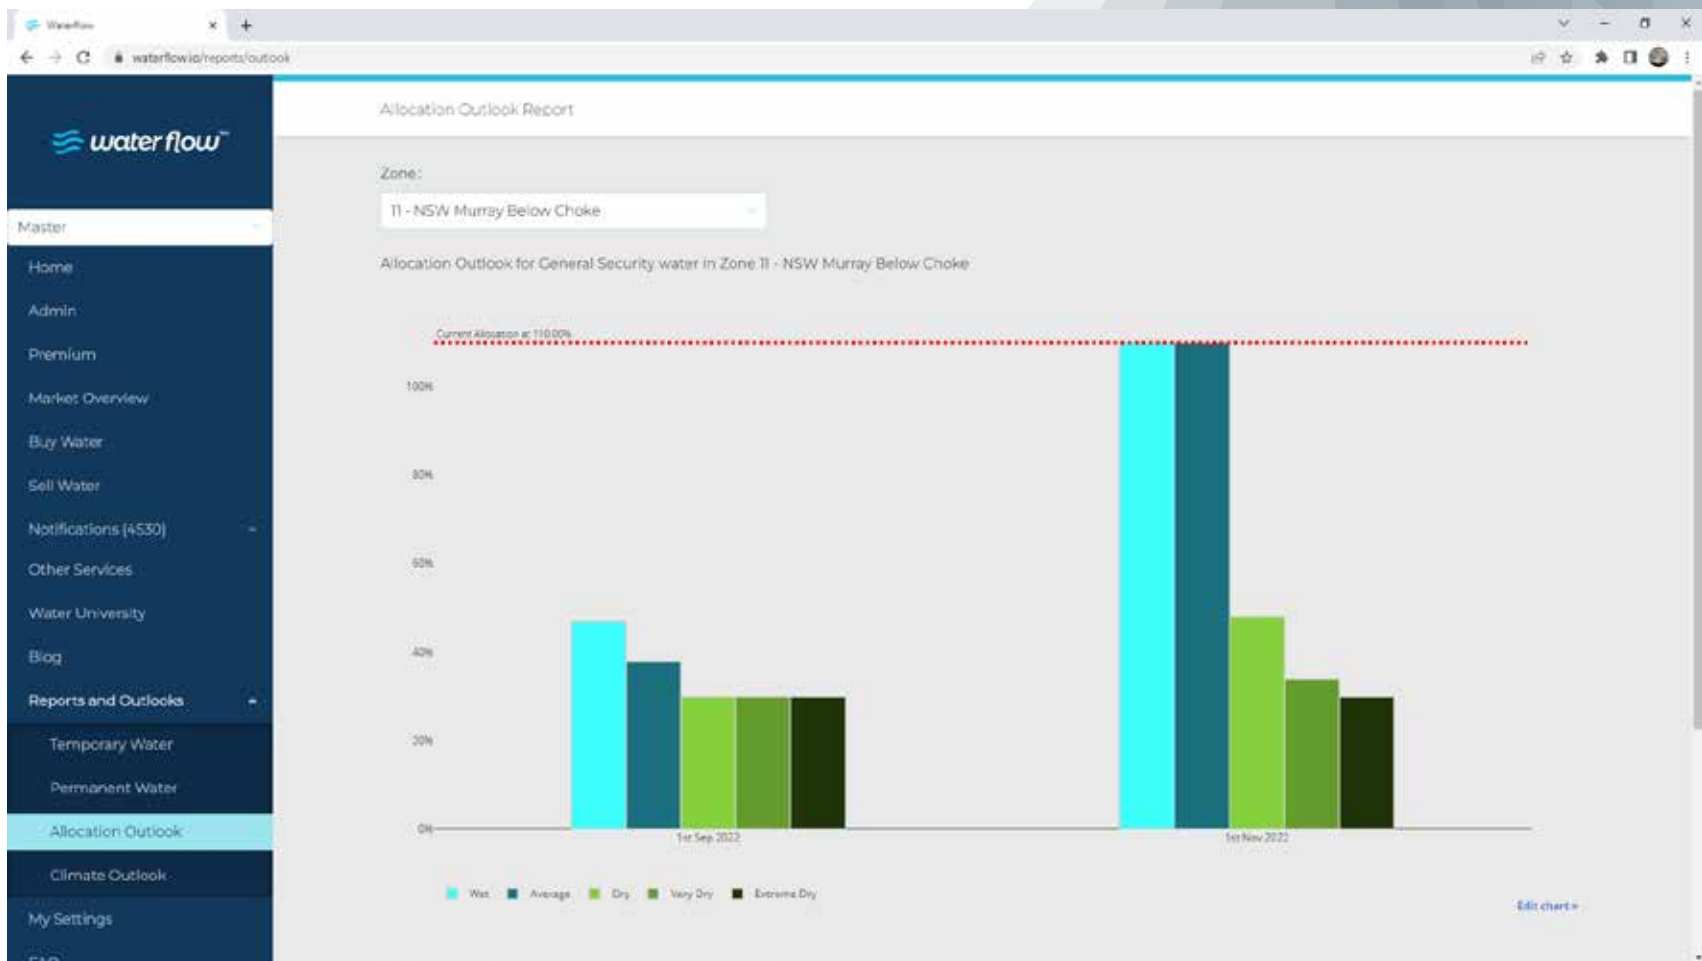 Waterflow
waterflow.io/reports/outlook
water flow™
Master
Home
Admin
Premium
Market Overview
Buy Water
Sell Water
Notifications (4530)
Other Services
Water University
Blog
Reports and Outlooks
Temporary Water
Permanent Water
Allocation Outlook
Climate Outlook
My Settings
FAQ
Allocation Outlook Report
Zone:
11 - NSW Murray Below Choke
Allocation Outlook for General Security water in Zone 11 - NSW Murray Below Choke
Current Allocation at 110.00%
100%
80%
60%
40%
20%
0%
1st Sep 2022 1st Nov 2022
Wet Average Dry Very Dry Extreme Dry
Edit chart »